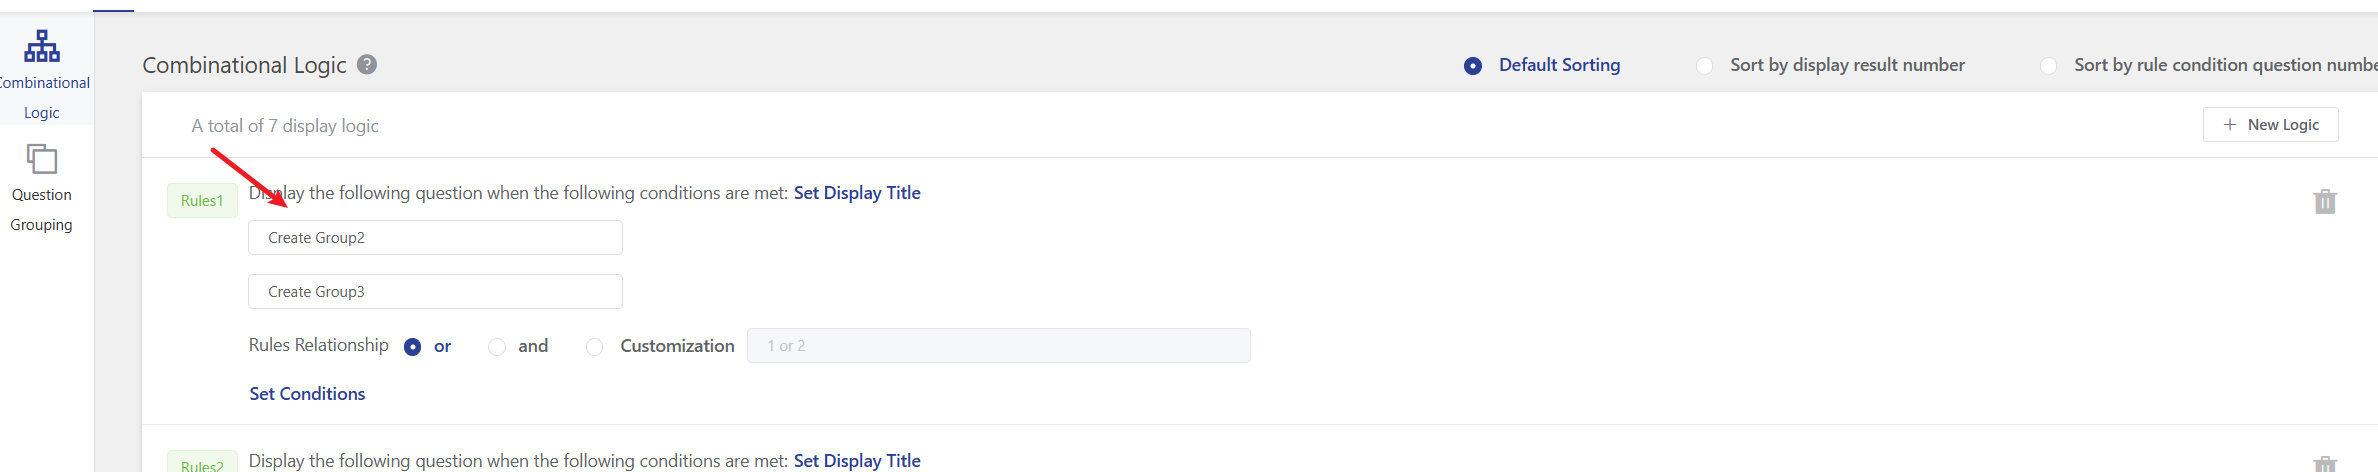 Combinational Logic
Question Grouping
Combinational Logic ?
Default Sorting
Sort by display result number
Sort by rule condition question numbe
A total of 7 display logic
+ New Logic
Rules1
Display the following question when the following conditions are met: Set Display Title
Create Group2
Create Group3
Rules Relationship or and Customization 1 or 2
Set Conditions
Rules2
Display the following question when the following conditions are met: Set Display Title